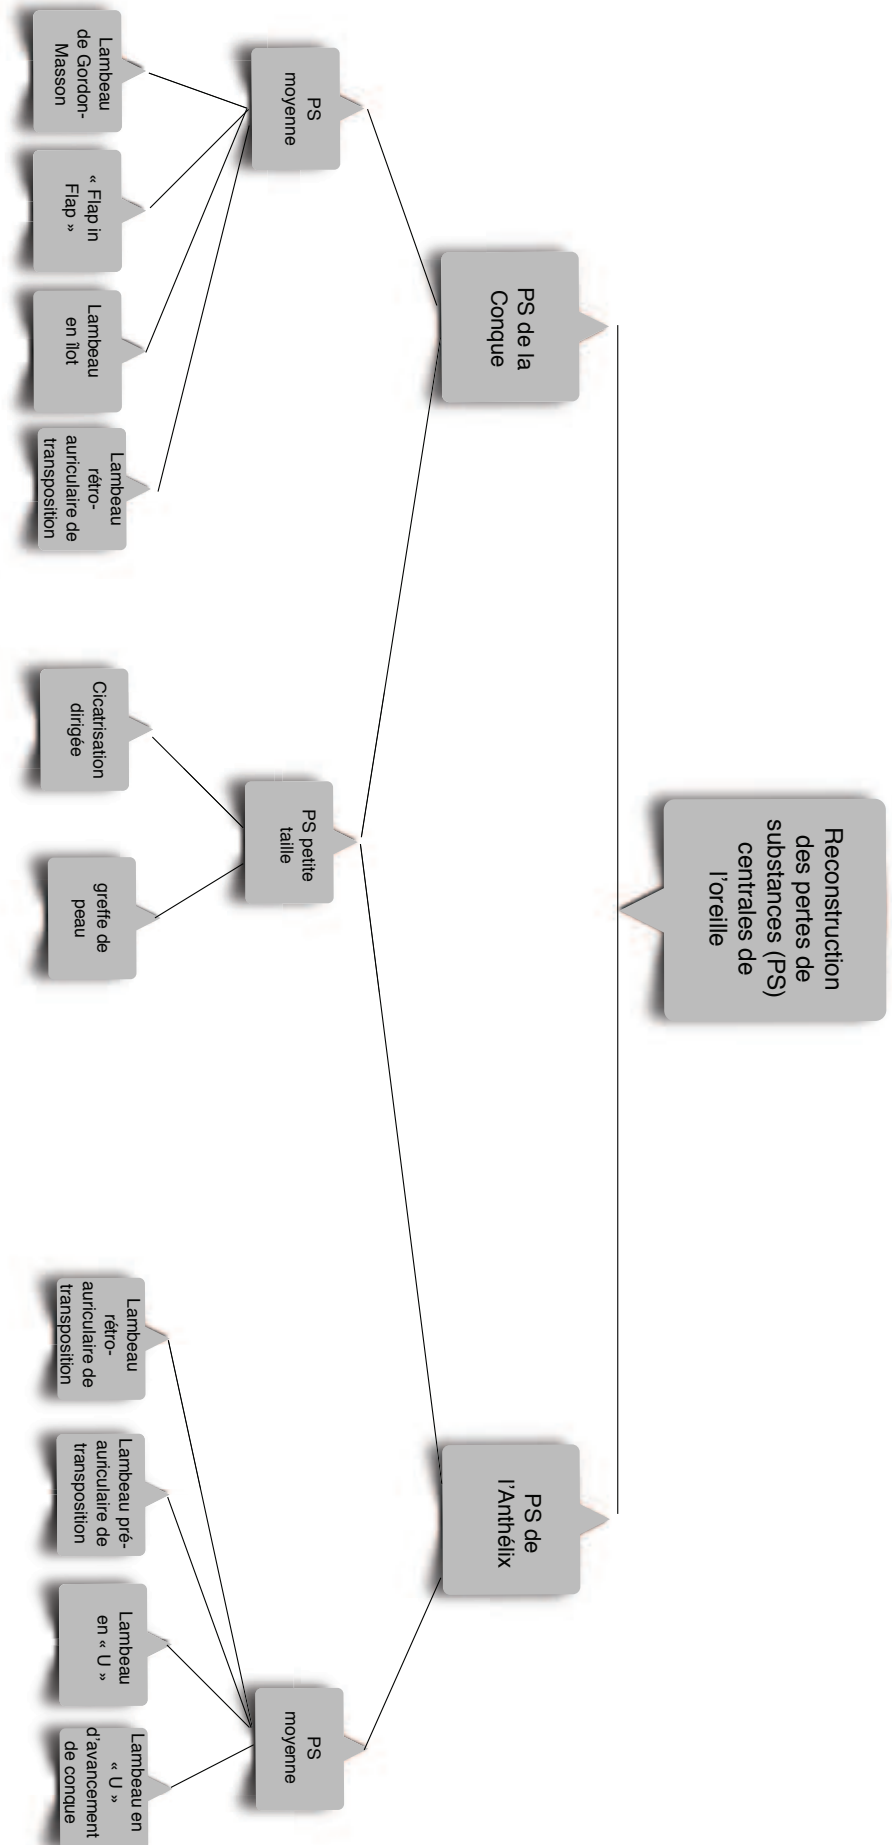 Reconstruction
des pertes de
substances (PS)
centrales de
l'oreille
PS de la
Conque
PS de
l'Anthélix
PS
moyenne
PS petite
taille
PS
moyenne
Lambeau
de Gordon-
Masson
« Flap in
Flap »
Lambeau
en îlot
Lambeau
rétro-
auriculaire de
transposition
Cicatrisation
dirigée
greffe de
peau
Lambeau
rétro-
auriculaire de
transposition
Lambeau pré-
auriculaire de
transposition
Lambeau
en « U »
Lambeau en
« U »
d'avancement
de conque